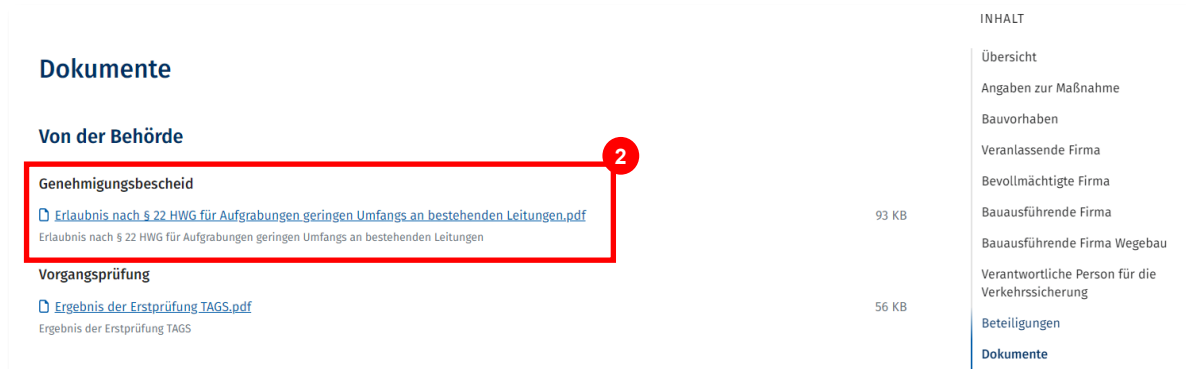 Dokumente
Von der Behörde
2
Genehmigungsbescheid
Erlaubnis nach § 22 HWG für Aufgrabungen geringen Umfangs an bestehenden Leitungen.pdf 93 KB
Erlaubnis nach § 22 HWG für Aufgrabungen geringen Umfangs an bestehenden Leitungen
Vorgangsprüfung
Ergebnis der Erstprüfung TAGS.pdf 56 KB
Ergebnis der Erstprüfung TAGS
INHALT
Übersicht
Angaben zur Maßnahme
Bauvorhaben
Veranlassende Firma
Bevollmächtigte Firma
Bauausführende Firma
Bauausführende Firma Wegebau
Verantwortliche Person für die
Verkehrssicherung
Beteiligungen
Dokumente